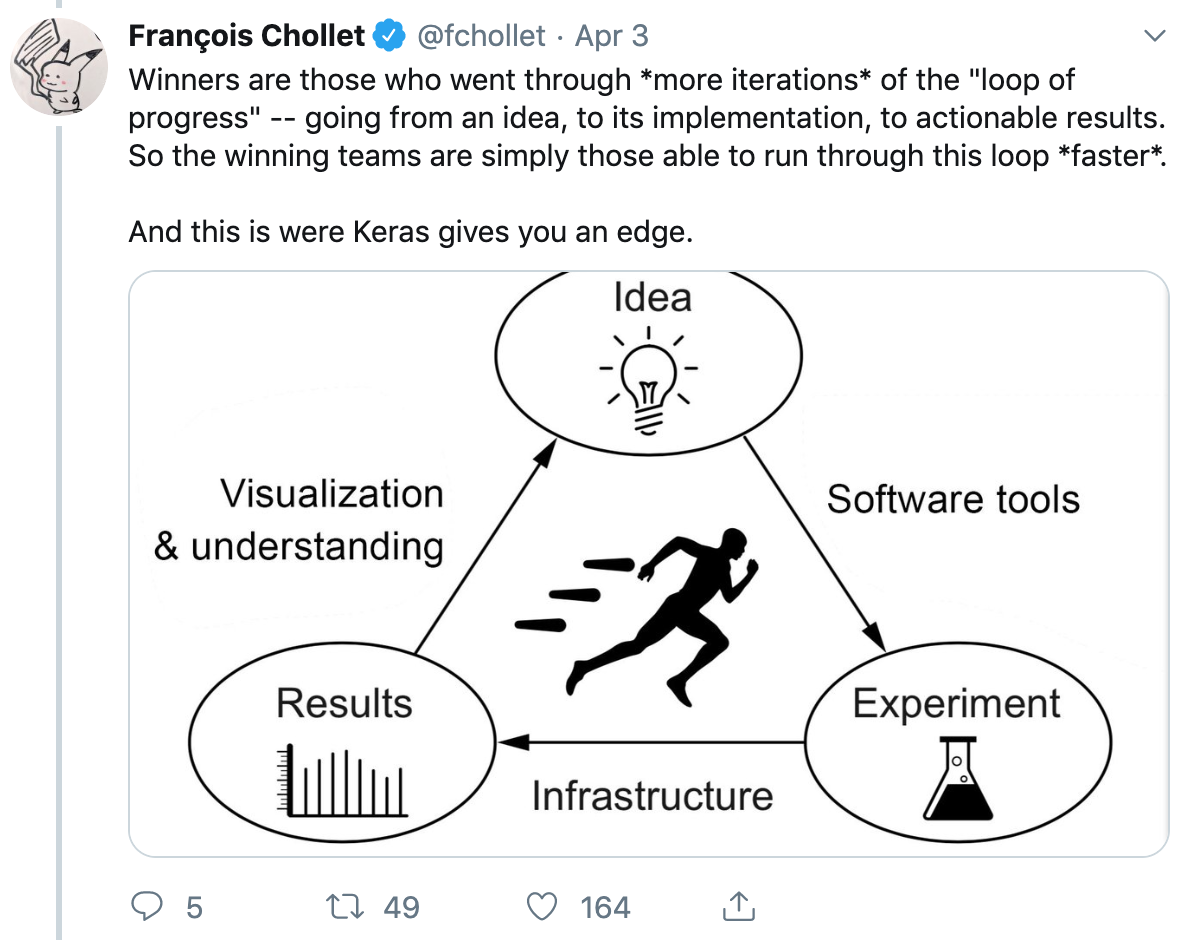 François Chollet @fchollet · Apr 3
Winners are those who went through *more iterations* of the "loop of
progress" -- going from an idea, to its implementation, to actionable results.
So the winning teams are simply those able to run through this loop *faster*.
And this is were Keras gives you an edge.
Idea
Visualization
& understanding
Software tools
Results
Experiment
Infrastructure
5
49
164